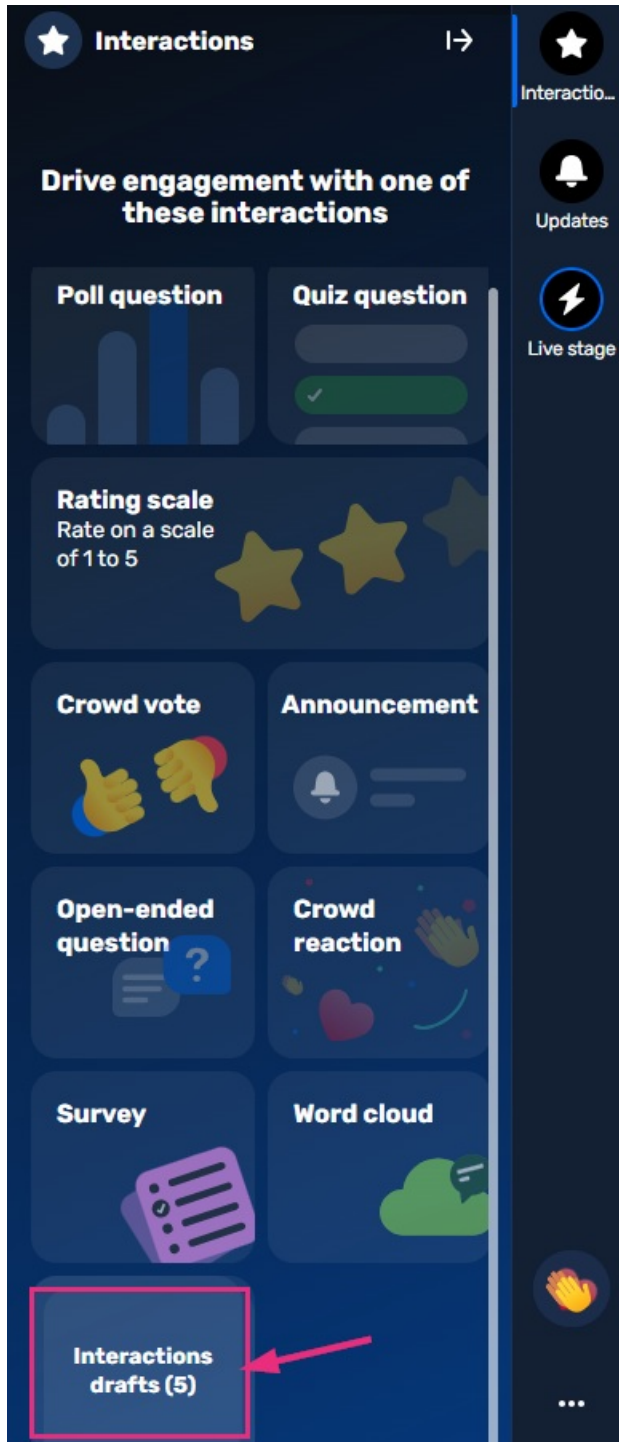 Interactions
Interactio...
Drive engagement with one of
these interactions
Updates
Poll question
Quiz question
Live stage
Rating scale
Rate on a scale
of 1 to 5
Crowd vote
Announcement
Open-ended
question
?
Crowd
reaction
Survey
Word cloud
Interactions
drafts (5)